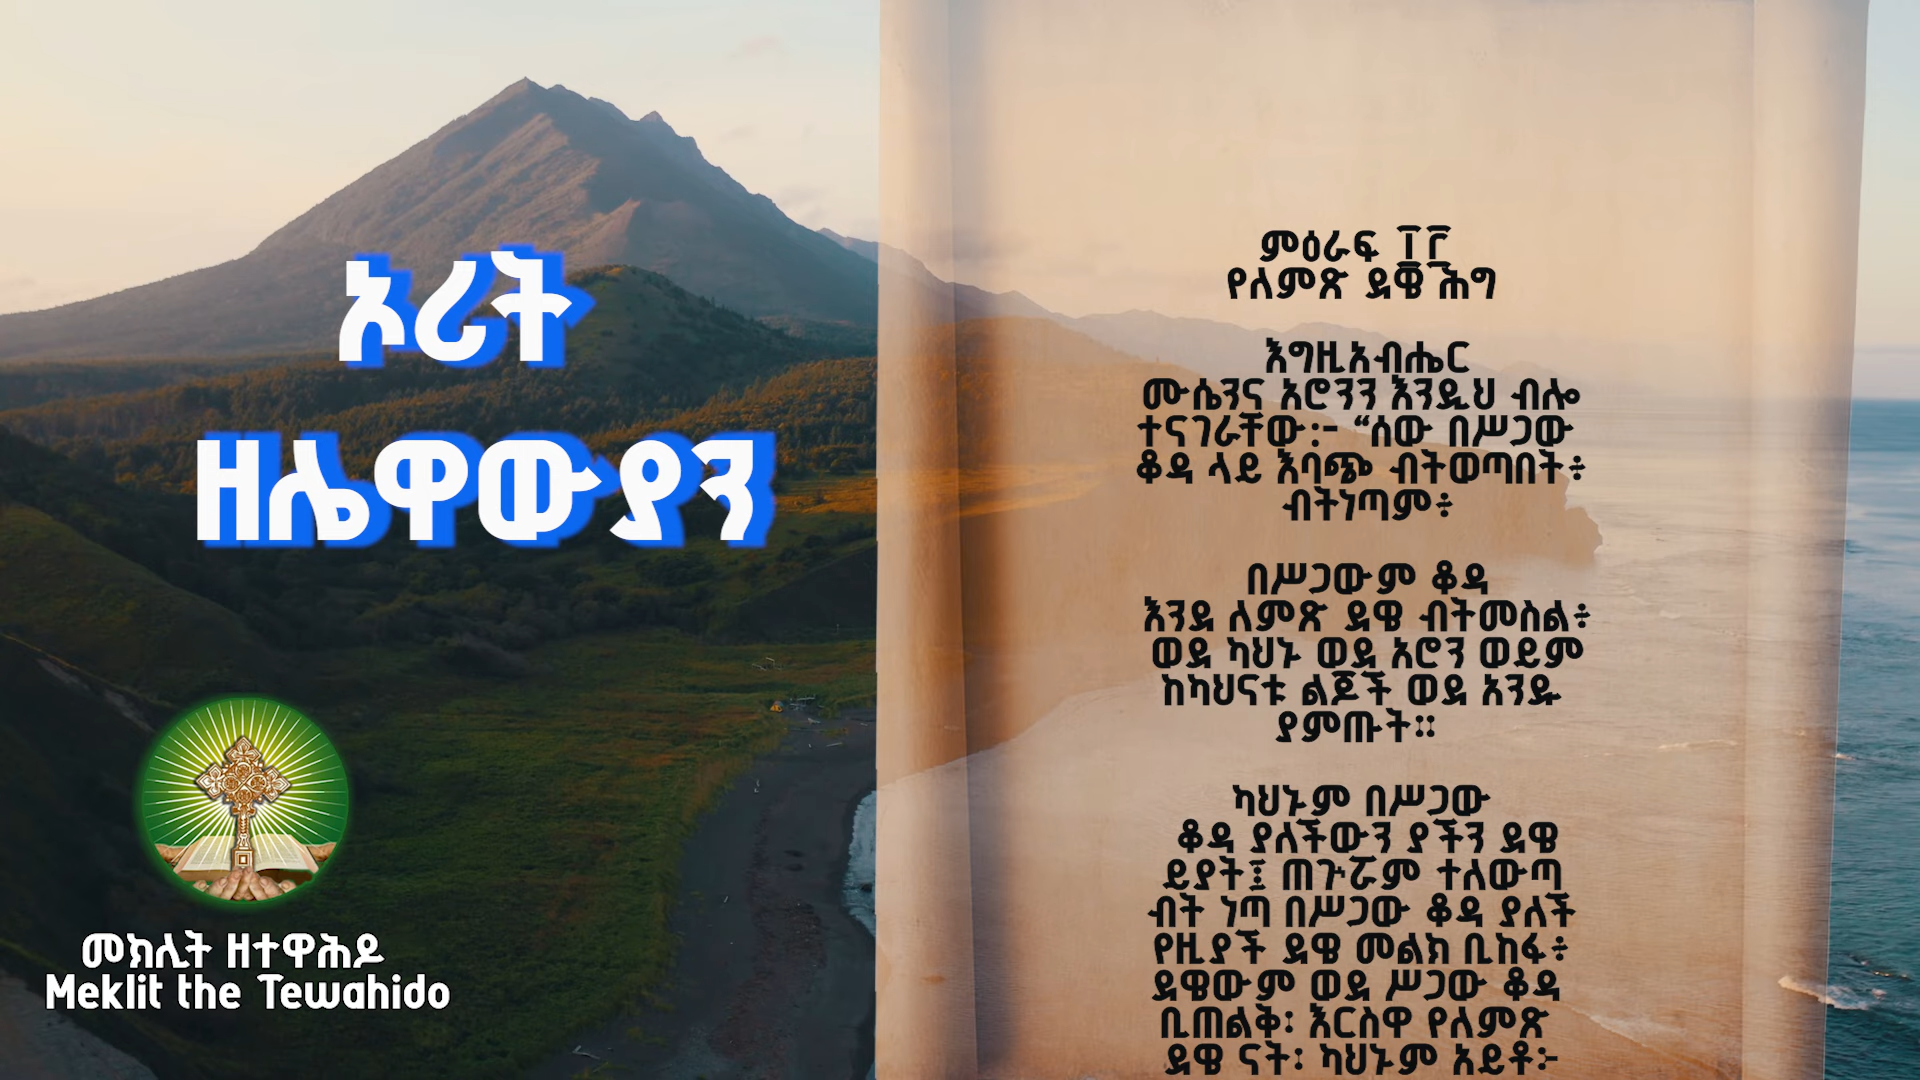 ኦሪት
ዘሌዋውያን
መክሊት ዘተዋሕዶ
Meklit the Tewahido
ምዕራፍ ፲፫
የለምጽ ደዌ ሕግ
እግዚአብሔር
ሙሴንና አሮንን እንዲህ ብሎ
ተናገራቸው፦ “ሰው በሥጋው
ቆዳ ላይ እባጭ ብትወጣበት፥
ብትነጣም፥
በሥጋውም ቆዳ
እንደ ለምጽ ደዌ ብትመስል፥
ወደ ካህኑ ወደ አሮን ወይም
ከካህናቱ ልጆች ወደ አንዱ
ያምጡት።
ካህኑም በሥጋው
ቆዳ ያለችውን ያችን ደዌ
ይያት፤ ጠጕሯም ተለውጣ
ብት ነጣ በሥጋው ቆዳ ያለች
የዚያች ደዌ መልክ ቢከፋ፥
ደዌውም ወደ ሥጋው ቆዳ
ቢጠልቅ፥ እርስዋ የለምጽ
ደዌ ናት፥ ካህኑም አይቶ፦